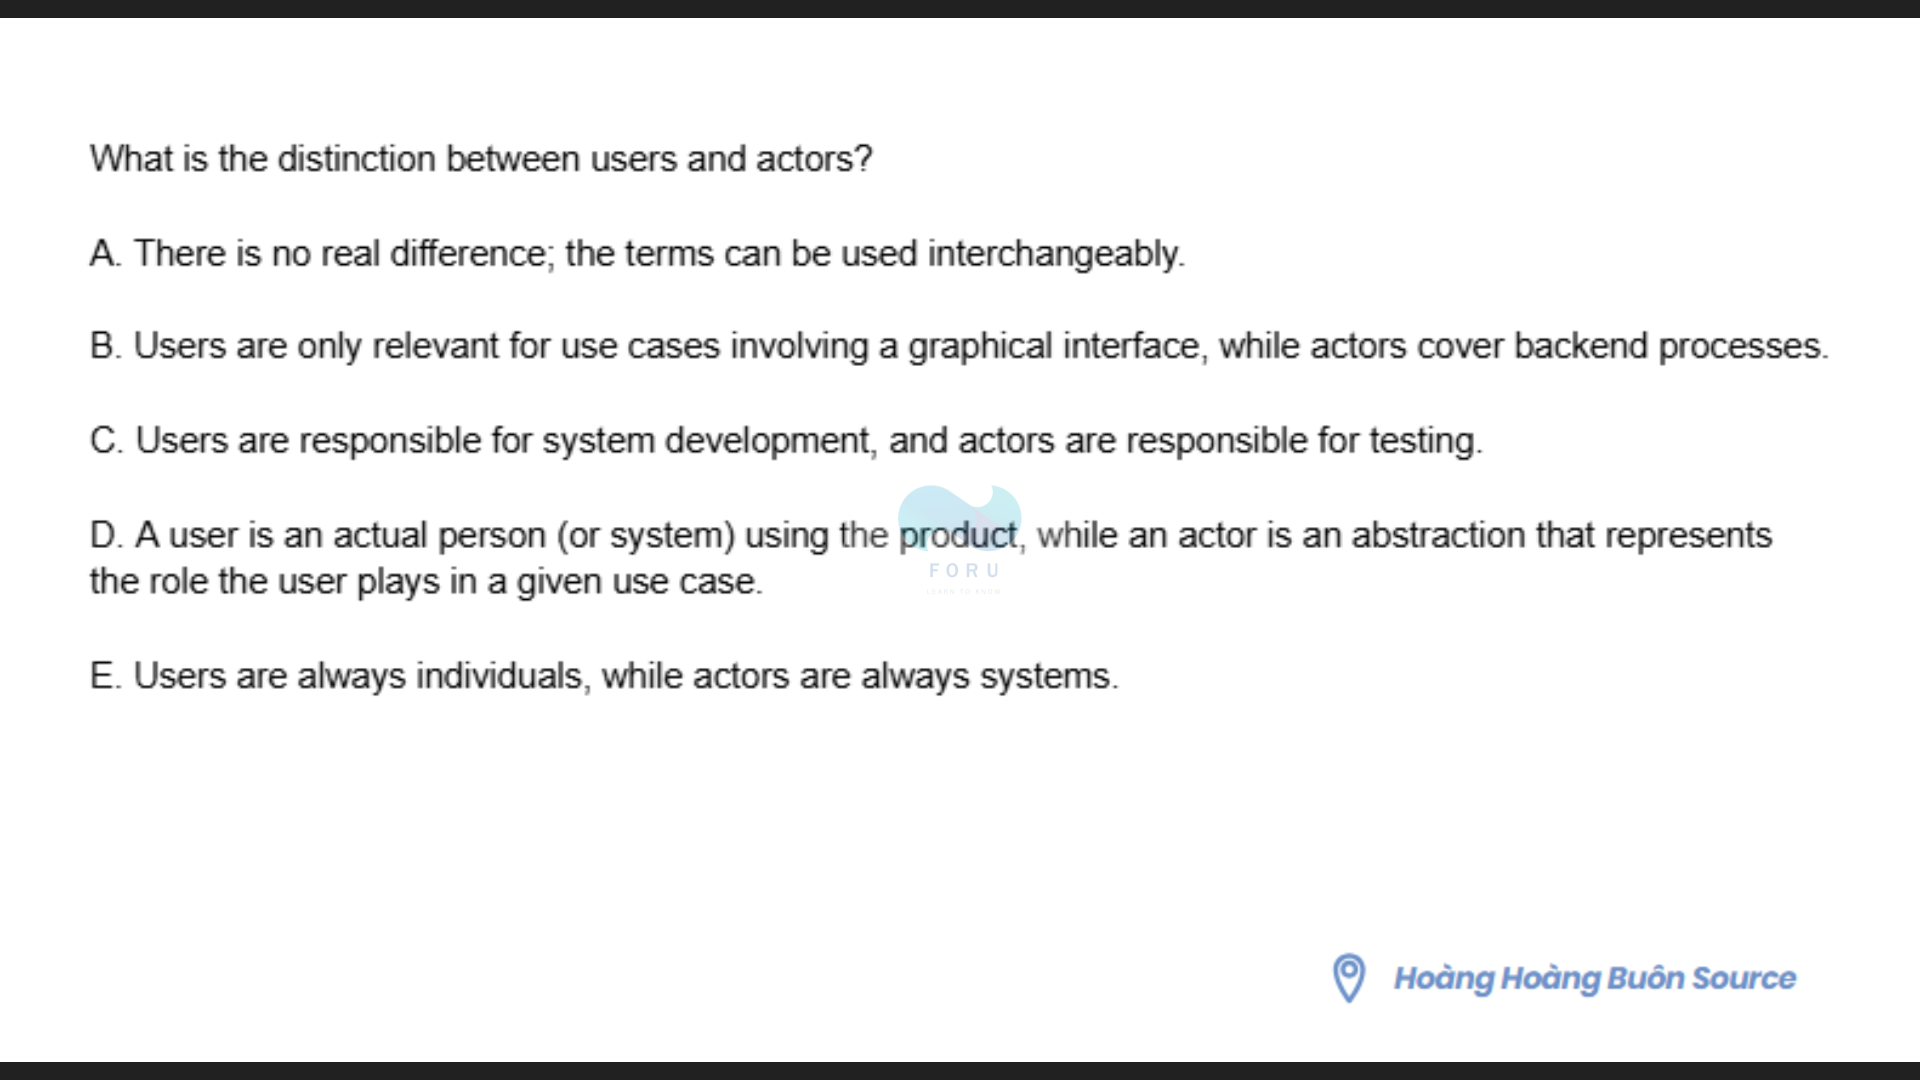 What is the distinction between users and actors?
A. There is no real difference; the terms can be used interchangeably.
B. Users are only relevant for use cases involving a graphical interface, while actors cover backend processes.
C. Users are responsible for system development, and actors are responsible for testing.
D. A user is an actual person (or system) using the product, while an actor is an abstraction that represents
the role the user plays in a given use case.
FORU
LEARN TO KNOW
E. Users are always individuals, while actors are always systems.
Hoàng Hoàng Buôn Source